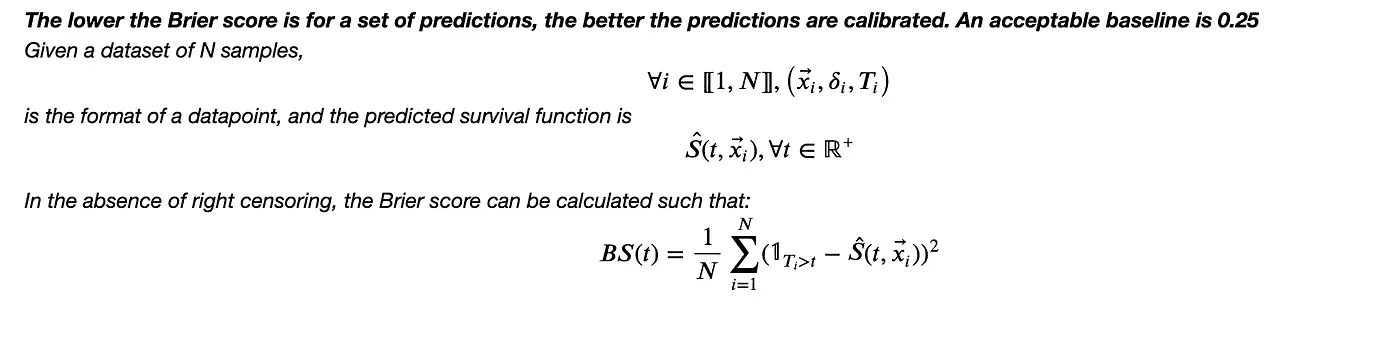 The lower the Brier score is for a set of predictions, the better the predictions are calibrated. An acceptable baseline is 0.25
Given a dataset of N samples,
∀i ∈ ⟦1, N⟧, (x⃗ᵢ, δᵢ, Tᵢ)
is the format of a datapoint, and the predicted survival function is
Ŝ(t, x⃗ᵢ), ∀t ∈ ℝ⁺
In the absence of right censoring, the Brier score can be calculated such that:
BS(t) = 1/N ∑_{i=1}^{N} (𝟙_{Tᵢ>t} − Ŝ(t, x⃗ᵢ))²